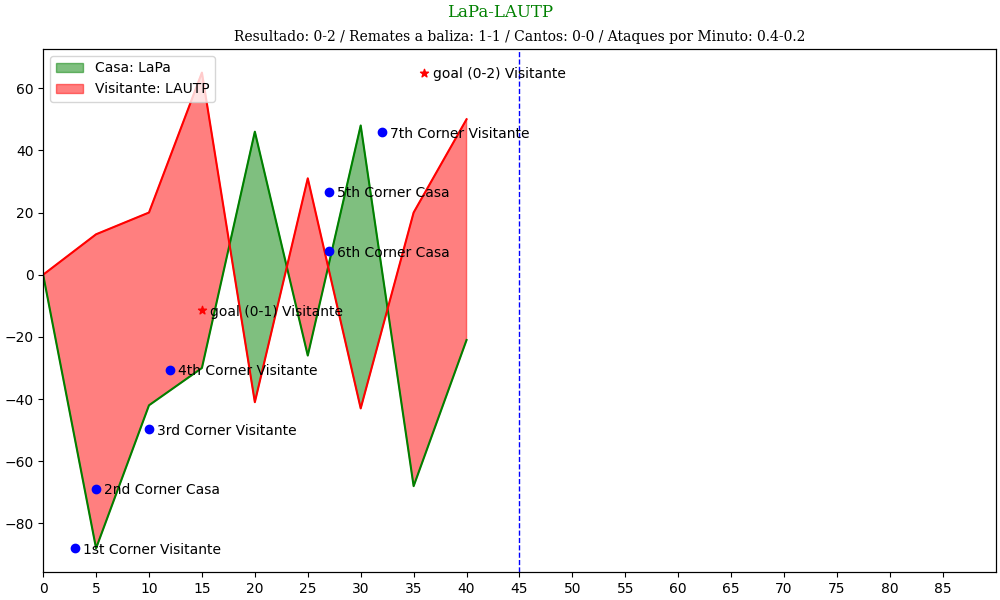 LaPa-LAUTP
Resultado: 0-2 / Remates a baliza: 1-1 / Cantos: 0-0 / Ataques por Minuto: 0.4-0.2
Casa: LaPa
Visitante: LAUTP
goal (0-2) Visitante
7th Corner Visitante
5th Corner Casa
6th Corner Casa
goal (0-1) Visitante
4th Corner Visitante
3rd Corner Visitante
2nd Corner Casa
1st Corner Visitante
60
40
20
0
−20
−40
−60
−80
0 5 10 15 20 25 30 35 40 45 50 55 60 65 70 75 80 85